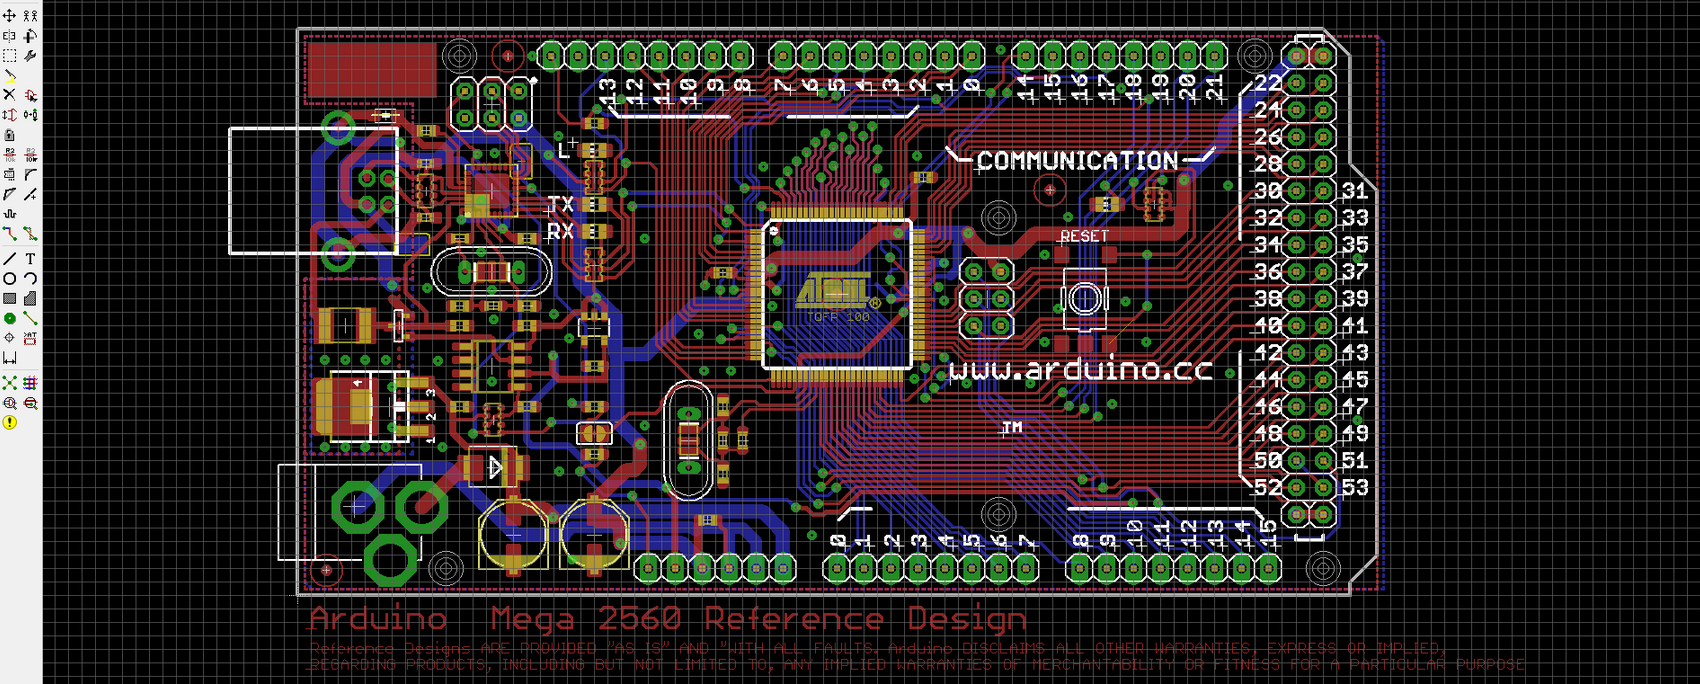 13 12 11 10 9 8 7 6 5 4 3 2 1 0 14 15 16 17 18 19 20 21
22
24
26
28
30 31
32 33
34 35
36 37
38 39
40 41
42 43
44 45
46 47
48 49
50 51
52 53
L
COMMUNICATION
TX
RX
RESET
ATMEL®
TQFP 100
www.arduino.cc
3
2
1
TM
0 1 2 3 4 5 6 7 8 9 10 11 12 13 14 15
Arduino Mega 2560 Reference Design
Reference Designs ARE PROVIDED "AS IS" AND "WITH ALL FAULTS. Arduino DISCLAIMS ALL OTHER WARRANTIES, EXPRESS OR IMPLIED,
REGARDING PRODUCTS, INCLUDING BUT NOT LIMITED TO, ANY IMPLIED WARRANTIES OF MERCHANTABILITY OR FITNESS FOR A PARTICULAR PURPOSE